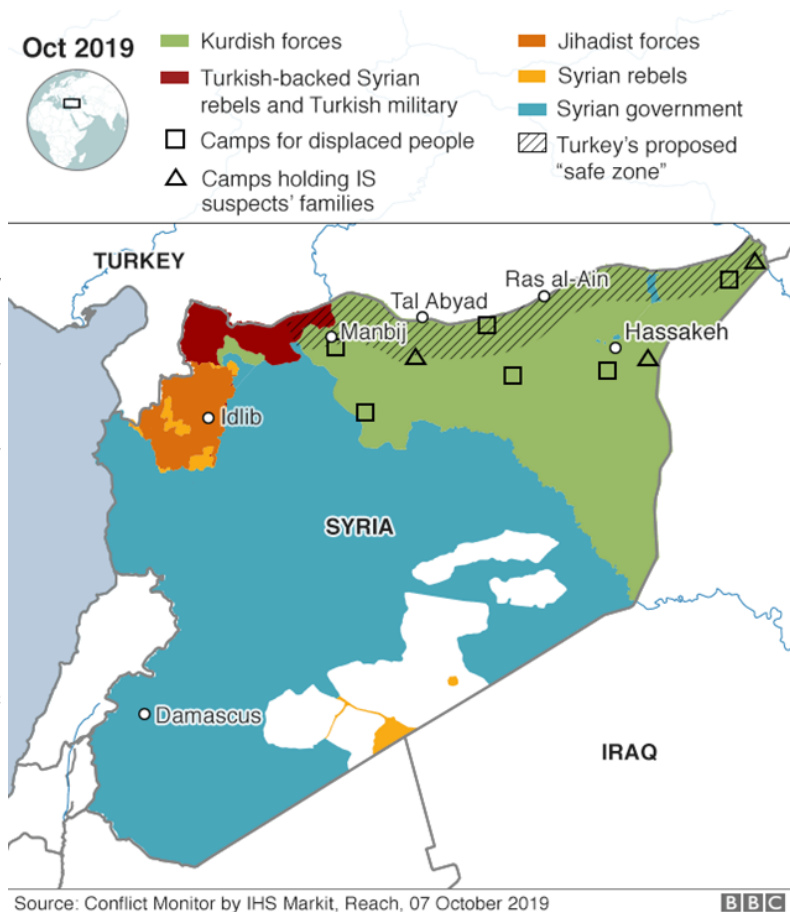 Oct 2019
Kurdish forces
Turkish-backed Syrian
rebels and Turkish military
Camps for displaced people
Camps holding IS
suspects' families
Jihadist forces
Syrian rebels
Syrian government
Turkey's proposed
"safe zone"
TURKEY
Ras al-Ain
Tal Abyad
Manbij
Hassakeh
Idlib
SYRIA
Damascus
IRAQ
Source: Conflict Monitor by IHS Markit, Reach, 07 October 2019
BBC